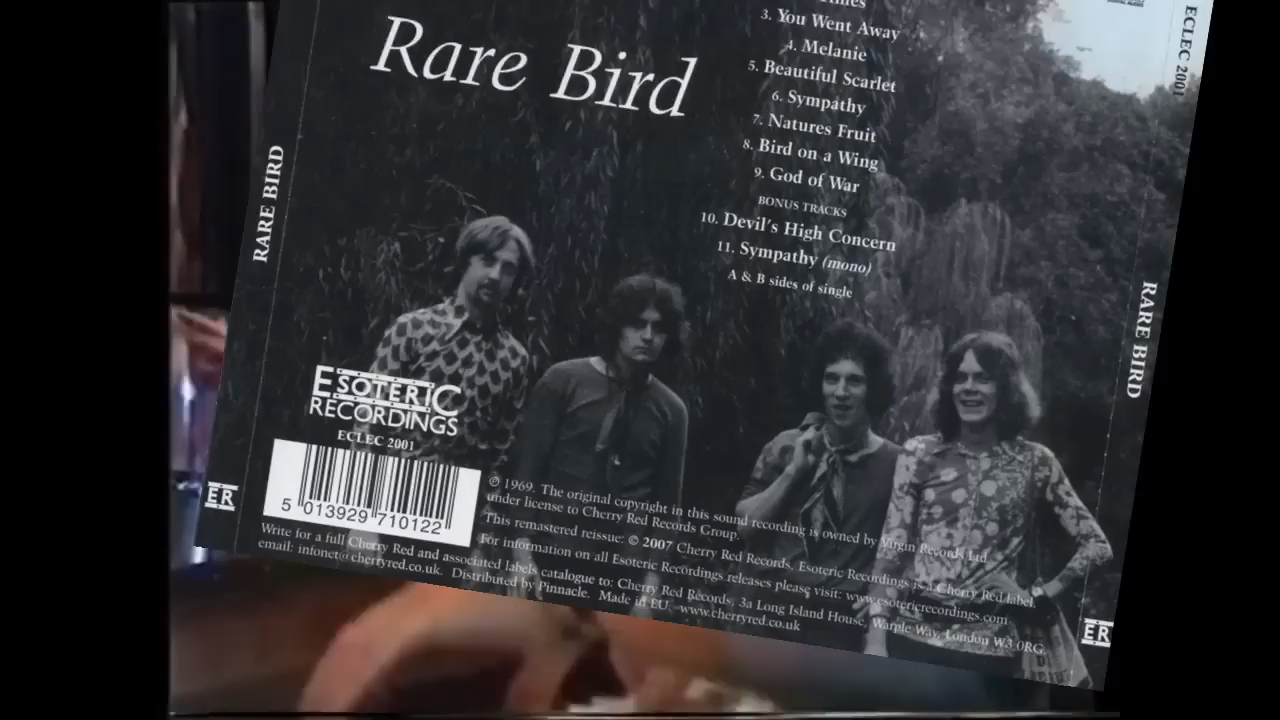 Rare Bird
3. You Went Away
4. Melanie
5. Beautiful Scarlet
6. Sympathy
7. Natures Fruit
8. Bird on a Wing
9. God of War
BONUS TRACKS
10. Devil's High Concern
11. Sympathy (mono)
A & B sides of single
RARE BIRD
ECLEC 2001
RARE BIRD
ESOTERIC
RECORDINGS
ECLEC 2001
ER
5 013929 710122
℗ 1969. The original copyright in this sound recording is owned by Virgin Records Ltd
under license to Cherry Red Records Group.
This remastered reissue: © 2007 Cherry Red Records. Esoteric Recordings is a Cherry Red label.
For information on all Esoteric Recordings releases please visit: www.esotericrecordings.com
Write for a full Cherry Red and associated labels catalogue to: Cherry Red Records, 3a Long Island House, Warple Way, London W3 0RG.
email: infonet@cherryred.co.uk. Distributed by Pinnacle. Made in EU. www.cherryred.co.uk
ER